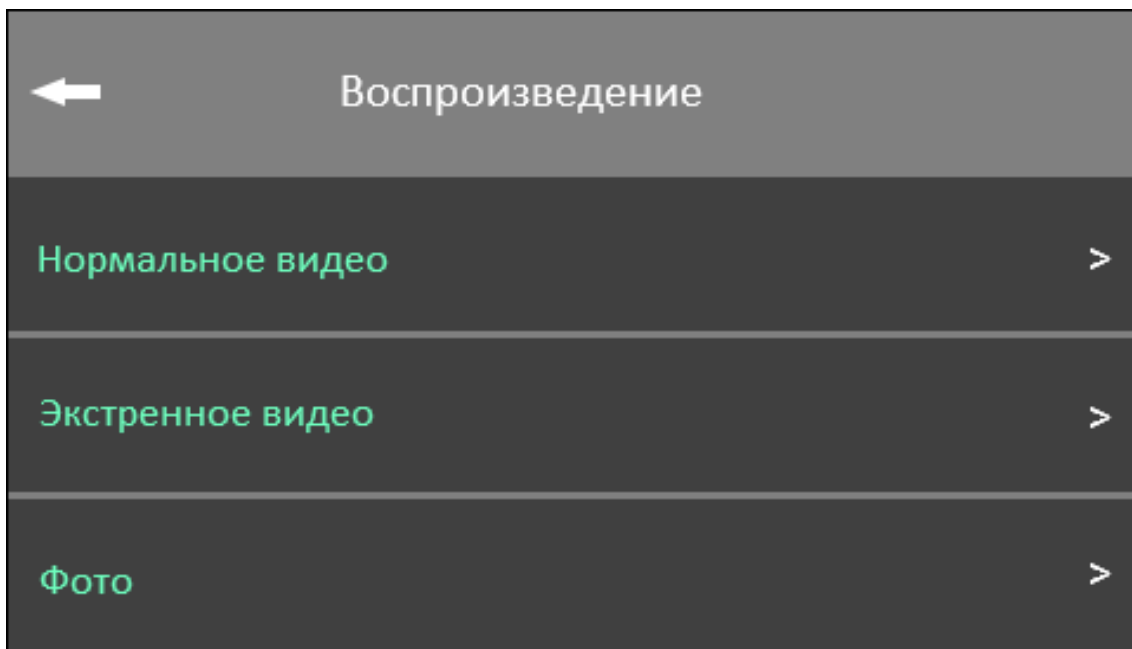 Воспроизведение
Нормальное видео >
Экстренное видео >
Фото >